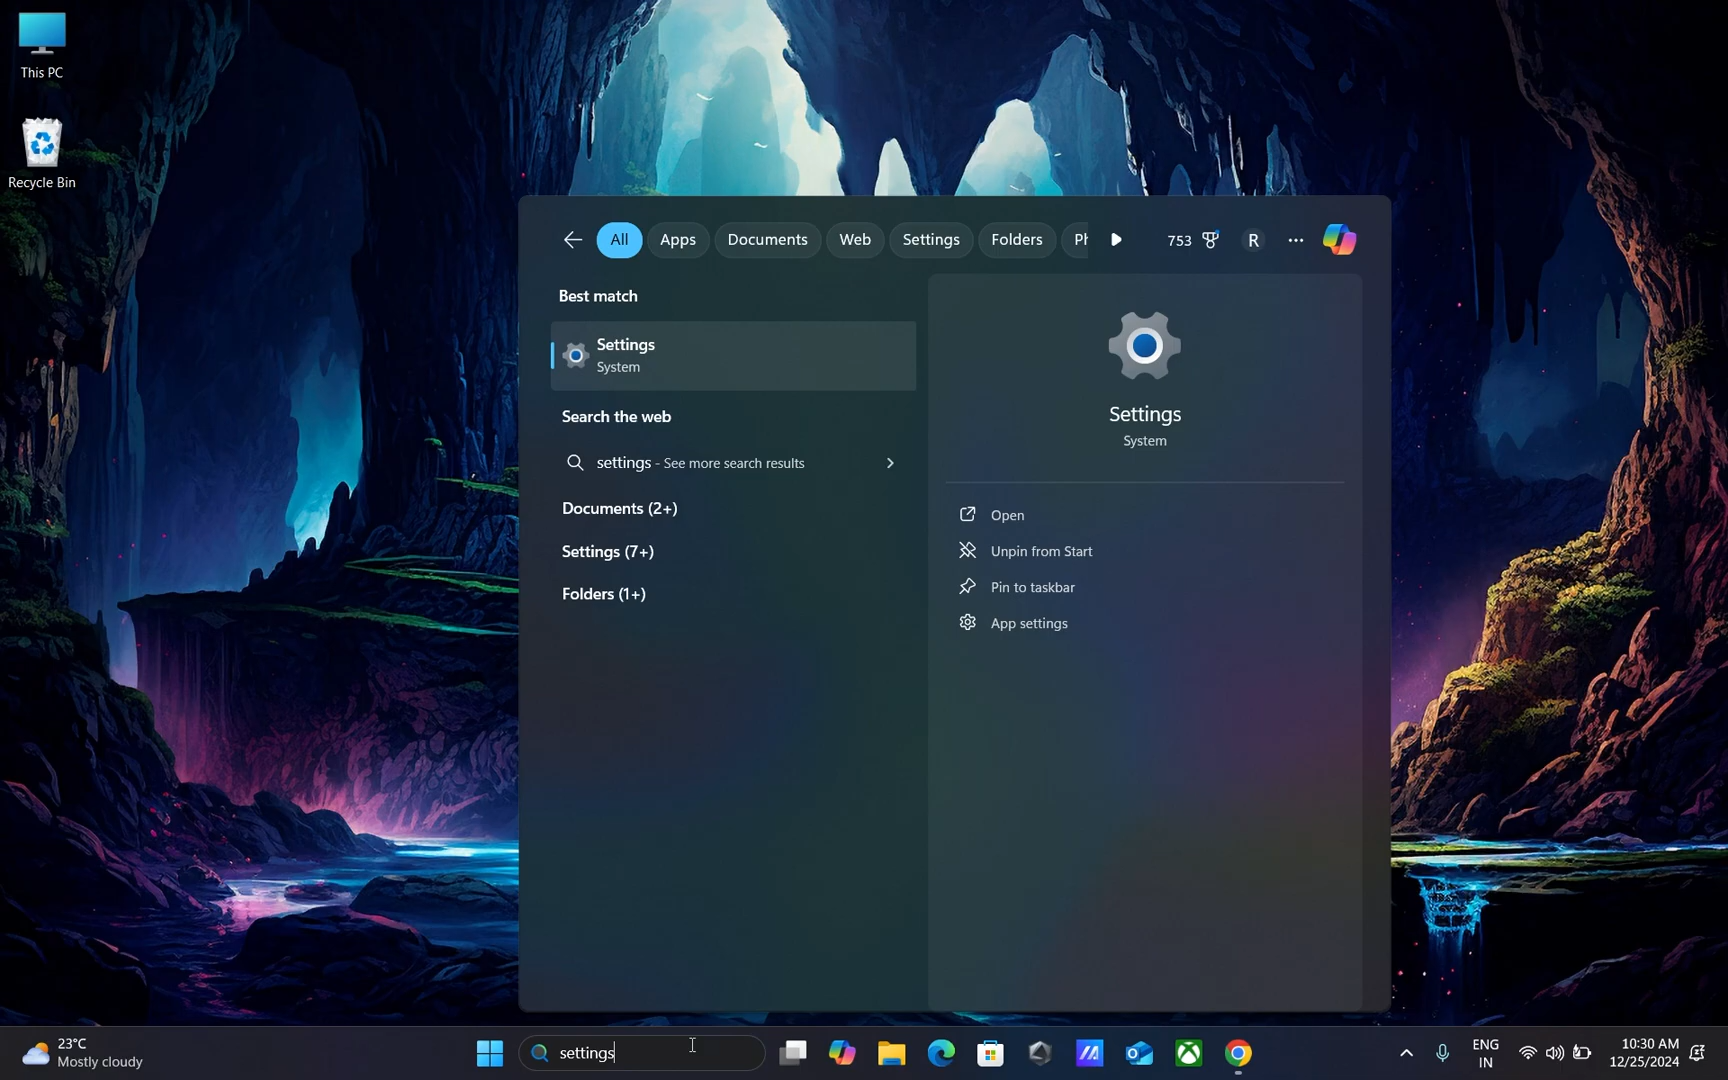 This PC
Recycle Bin
All
Apps
Documents
Web
Settings
Folders
Ph
753
R
Best match
Settings
System
Search the web
settings - See more search results
Documents (2+)
Settings (7+)
Folders (1+)
Settings
System
Open
Unpin from Start
Pin to taskbar
App settings
23°C
Mostly cloudy
settings
ENG
IN
10:30 AM
12/25/2024